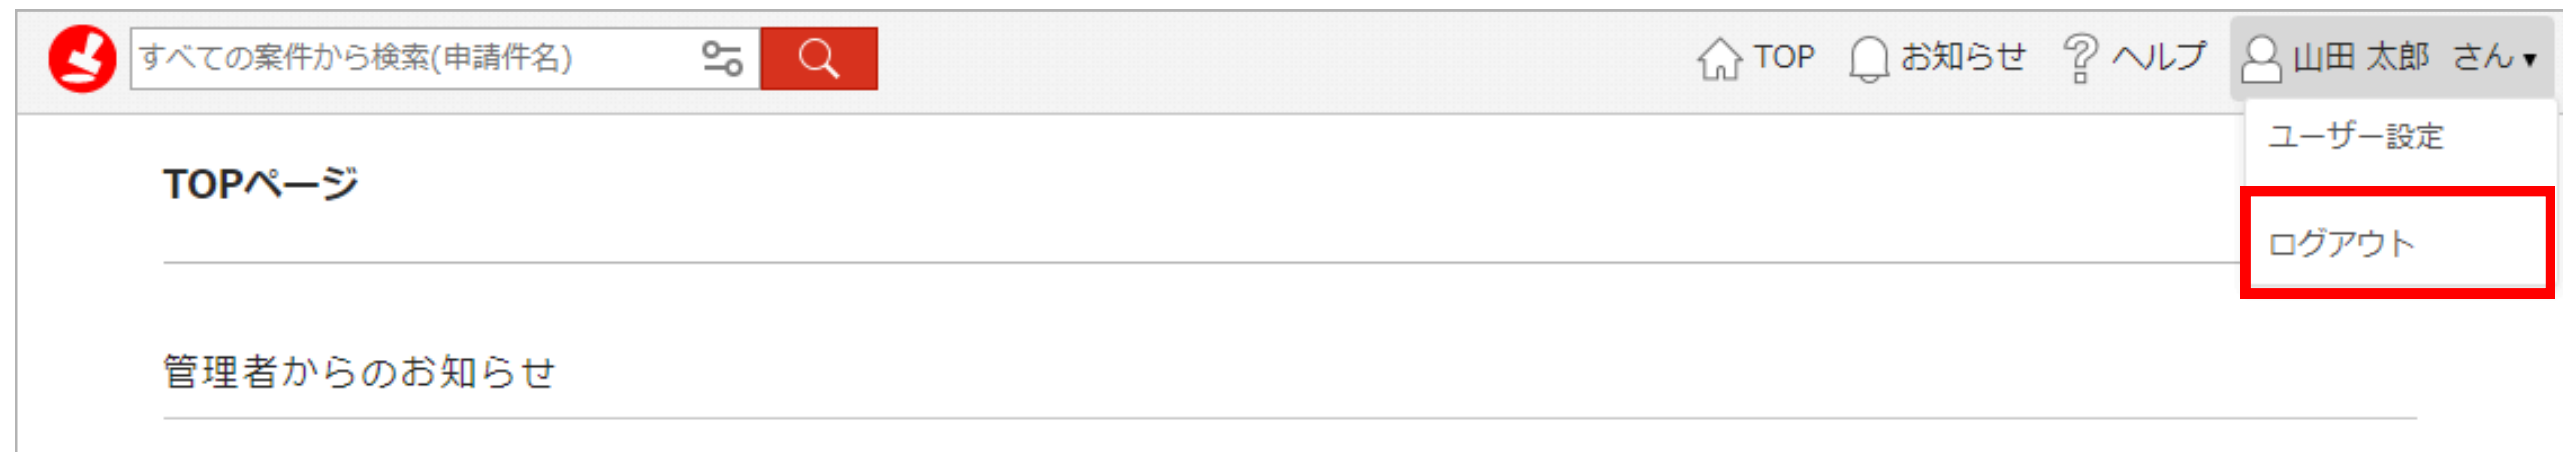 すべての案件から検索(申請件名)
TOP お知らせ ヘルプ 山田 太郎 さん▼
ユーザー設定
ログアウト
TOPページ
管理者からのお知らせ